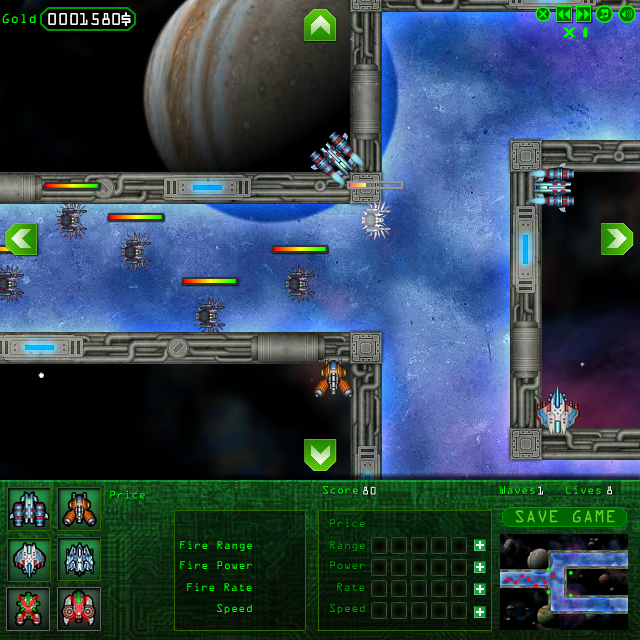 Gold 0001580$
X 1
Price
Score 80
Waves 1 Lives 8
SAVE GAME
Price
Fire Range
Range
Fire Power
Power
Fire Rate
Rate
Speed
Speed